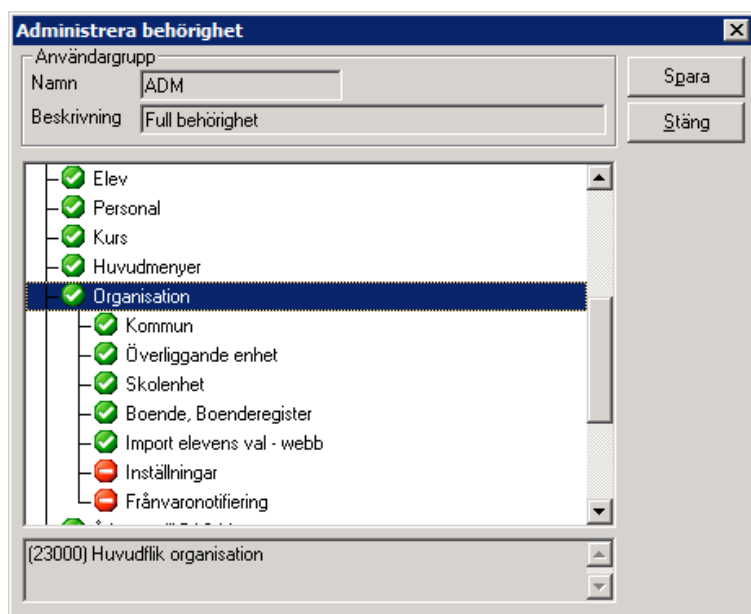 Administrera behörighet
Användargrupp
Namn ADM
Beskrivning Full behörighet
Spara
Stäng
Elev
Personal
Kurs
Huvudmenyer
Organisation
Kommun
Överliggande enhet
Skolenhet
Boende, Boenderegister
Import elevens val - webb
Inställningar
Frånvaronotifiering
(23000) Huvudflik organisation